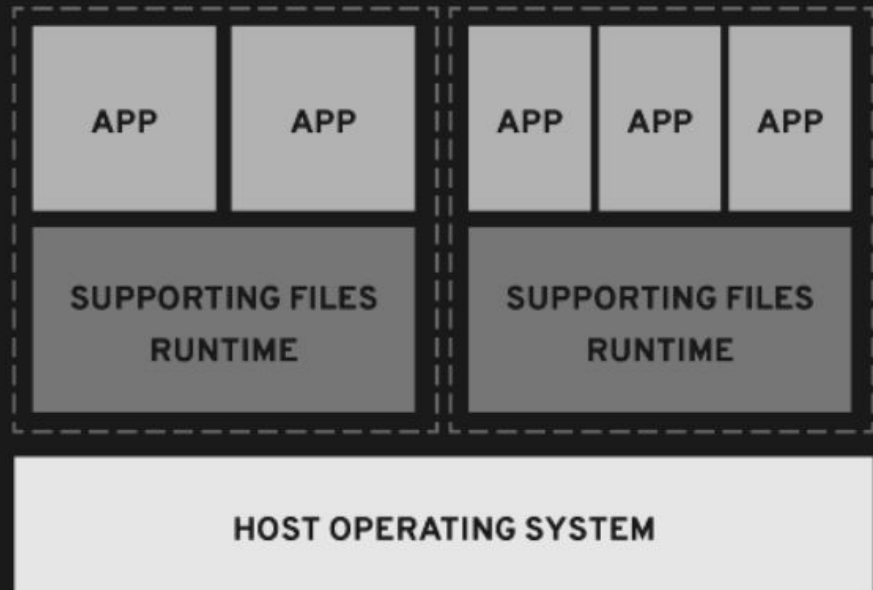 APP
APP
APP
APP
APP
SUPPORTING FILES
RUNTIME
SUPPORTING FILES
RUNTIME
HOST OPERATING SYSTEM